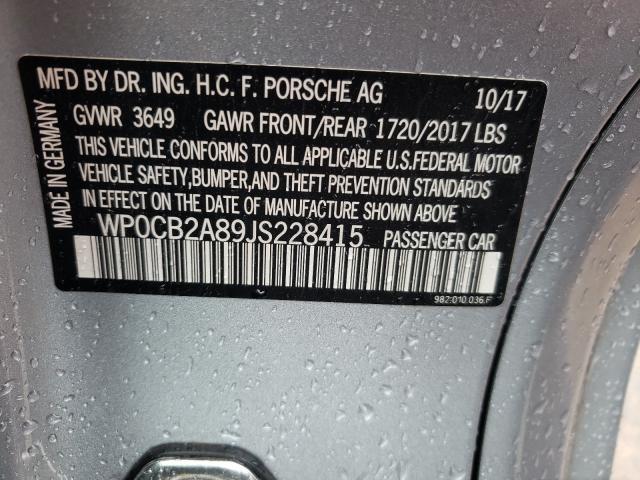 MFD BY DR. ING. H.C. F. PORSCHE AG 10/17
GVWR 3649 GAWR FRONT/REAR 1720/2017 LBS
THIS VEHICLE CONFORMS TO ALL APPLICABLE U.S.FEDERAL MOTOR
VEHICLE SAFETY,BUMPER,AND THEFT PREVENTION STANDARDS
IN EFFECT ON THE DATE OF MANUFACTURE SHOWN ABOVE
WP0CB2A89JS228415 PASSENGER CAR
982.010.036.F
MADE IN GERMANY